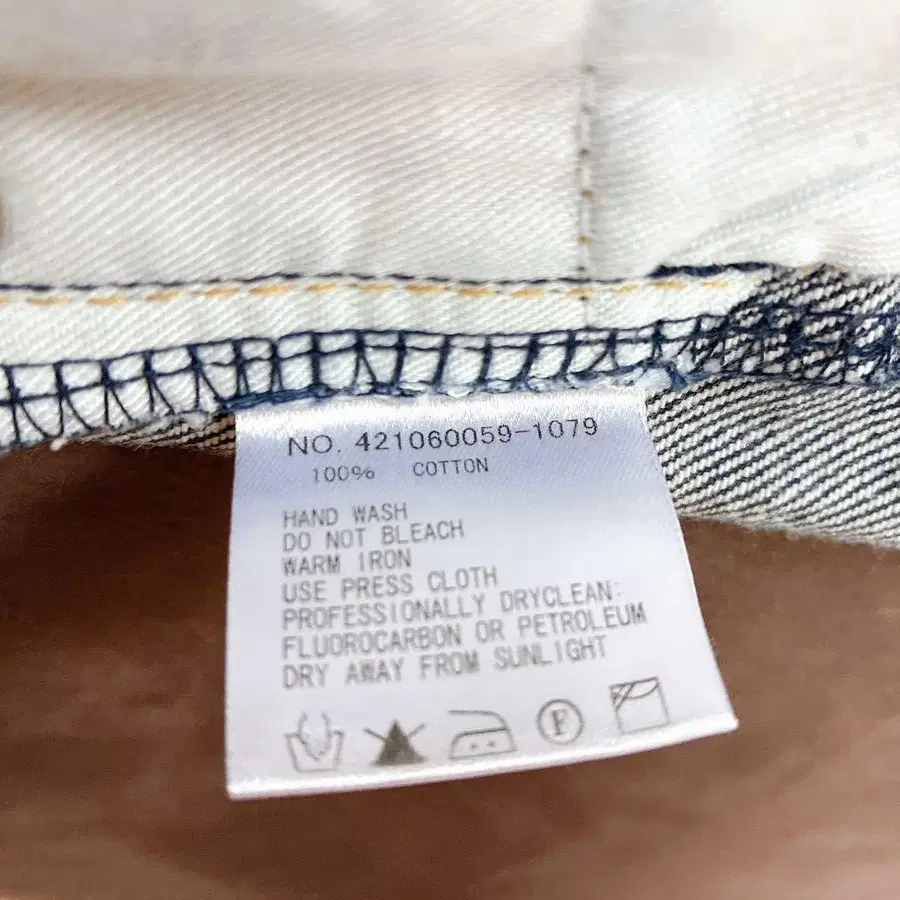 NO. 421060059-1079
100% COTTON
HAND WASH
DO NOT BLEACH
WARM IRON
USE PRESS CLOTH
PROFESSIONALLY DRYCLEAN:
FLUOROCARBON OR PETROLEUM
DRY AWAY FROM SUNLIGHT
F